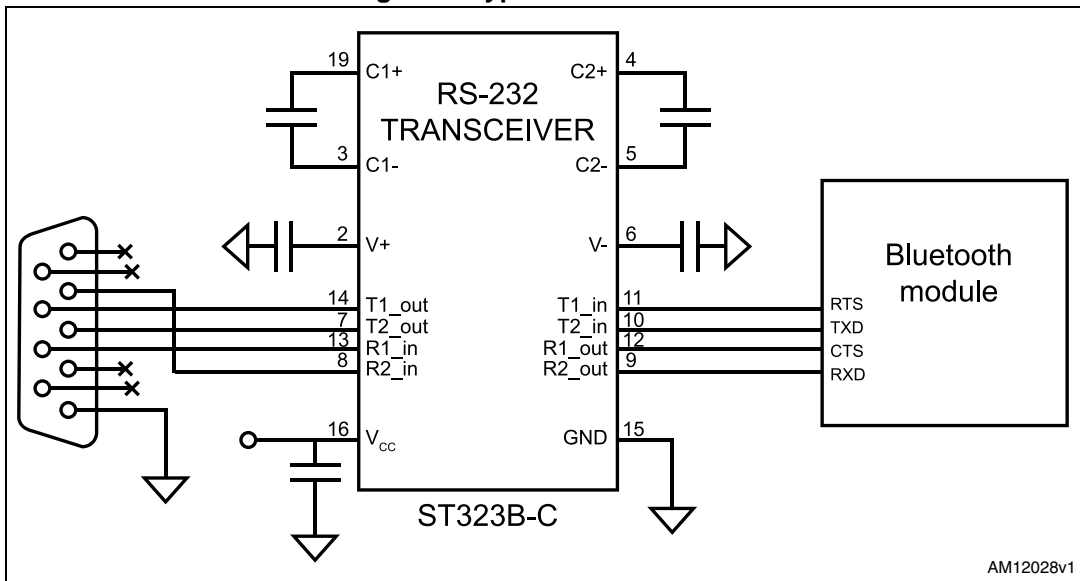 19 C1+ C2+ 4
RS-232
TRANSCEIVER
3 C1- C2- 5
2 V+ V- 6
Bluetooth
module
14 T1_out T1_in 11 RTS
7 T2_out T2_in 10 TXD
13 R1_in R1_out 12 CTS
8 R2_in R2_out 9 RXD
16 VCC GND 15
ST323B-C
AM12028v1